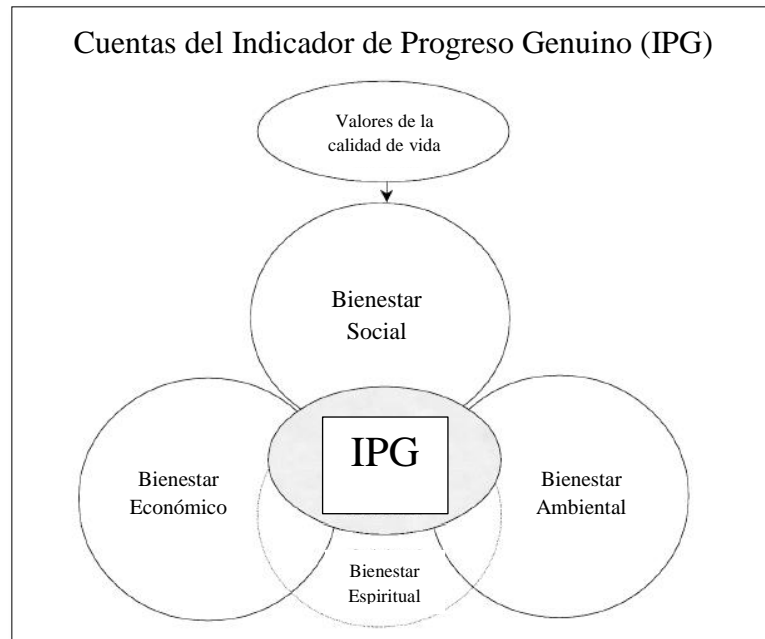 Cuentas del Indicador de Progreso Genuino (IPG)
Valores de la
calidad de vida
Bienestar
Social
IPG
Bienestar
Económico
Bienestar
Ambiental
Bienestar
Espiritual